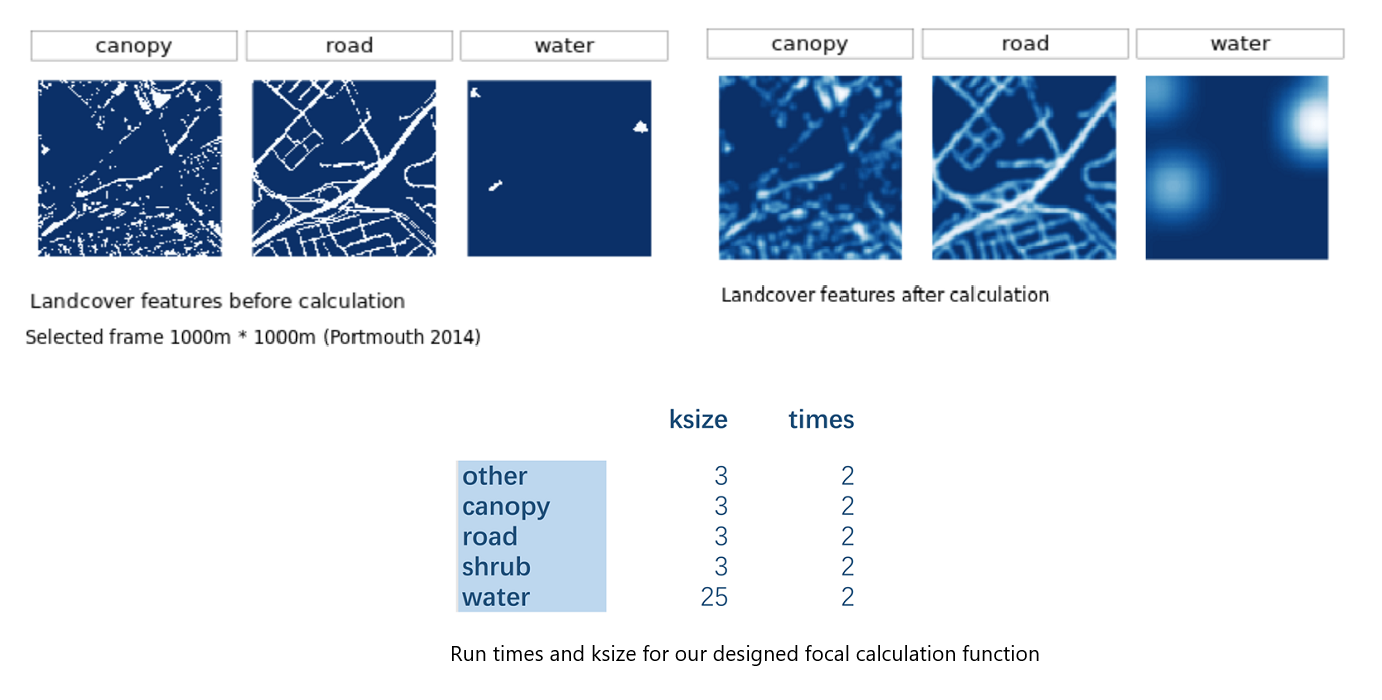 canopy road water
canopy road water
Landcover features before calculation
Selected frame 1000m * 1000m (Portmouth 2014)
Landcover features after calculation
ksize times
other 3 2
canopy 3 2
road 3 2
shrub 3 2
water 25 2
Run times and ksize for our designed focal calculation function